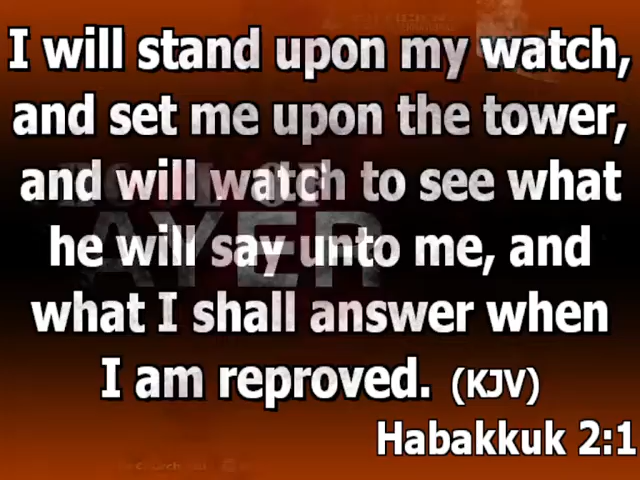 I will stand upon my watch,
and set me upon the tower,
and will watch to see what
he will say unto me, and
what I shall answer when
I am reproved. (KJV)
Habakkuk 2:1
AYER